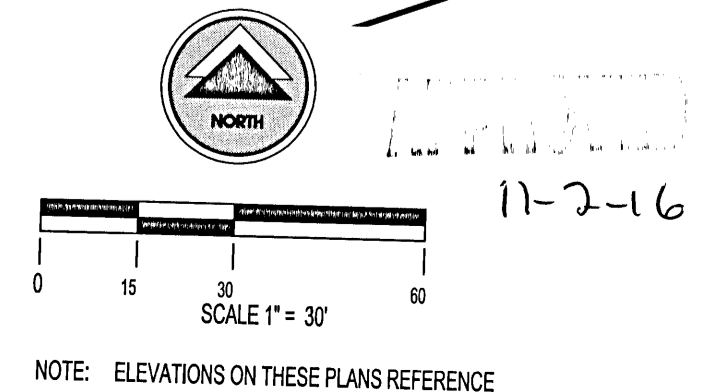 NORTH
11-2-16
0 15 30 60
SCALE 1" = 30'
NOTE: ELEVATIONS ON THESE PLANS REFERENCE